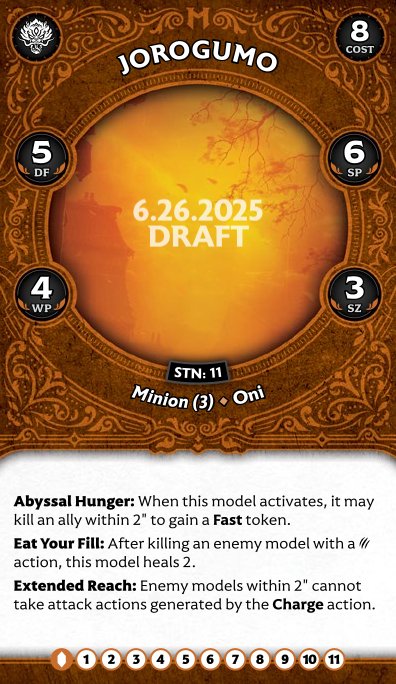 JOROGUMO
8
COST
5
DF
6
SP
6.26.2025
DRAFT
4
WP
3
SZ
STN: 11
Minion (3) ⬥ Oni
Abyssal Hunger: When this model activates, it may
kill an ally within 2" to gain a Fast token.
Eat Your Fill: After killing an enemy model with a
action, this model heals 2.
Extended Reach: Enemy models within 2" cannot
take attack actions generated by the Charge action.
1 2 3 4 5 6 7 8 9 10 11